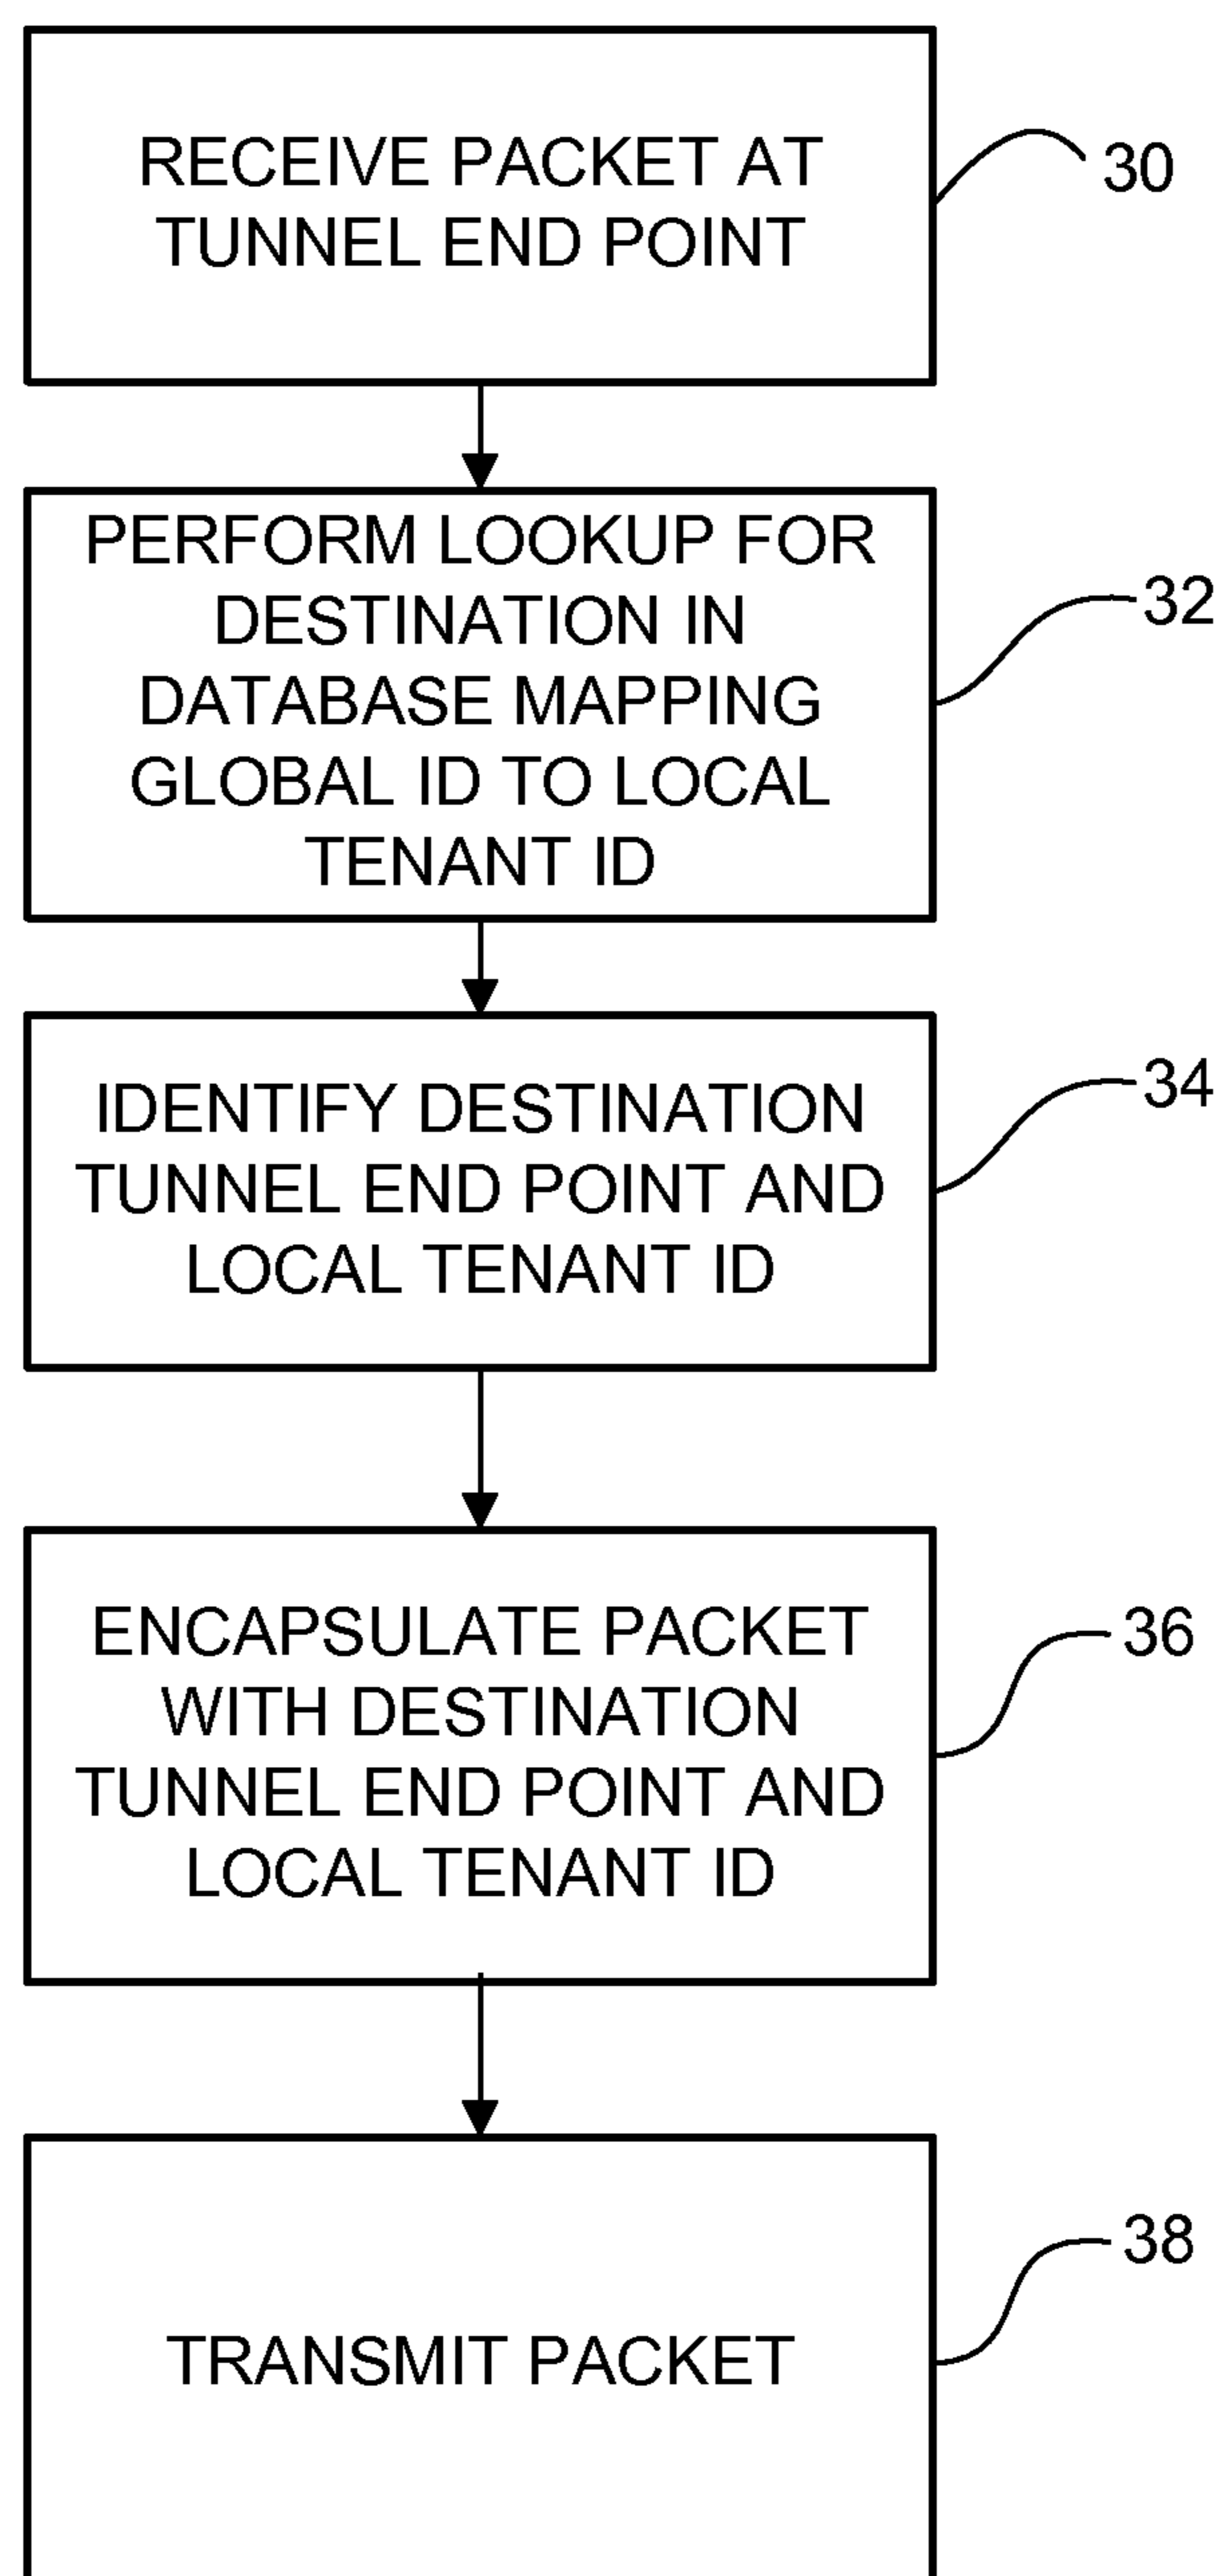 RECEIVE PACKET AT
TUNNEL END POINT
30
PERFORM LOOKUP FOR
DESTINATION IN
DATABASE MAPPING
GLOBAL ID TO LOCAL
TENANT ID
32
IDENTIFY DESTINATION
TUNNEL END POINT AND
LOCAL TENANT ID
34
ENCAPSULATE PACKET
WITH DESTINATION
TUNNEL END POINT AND
LOCAL TENANT ID
36
TRANSMIT PACKET
38